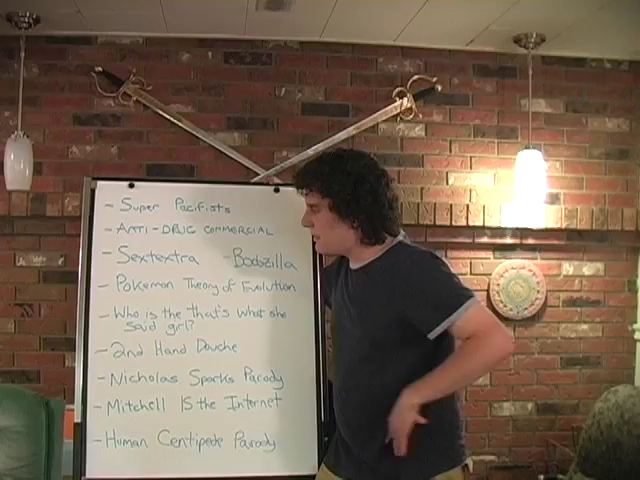 - Super Pacifists
- ANTI-DRUG COMMERCIAL
- Sextextra - Boobzilla
- Pokemon Theory of Evolution
- Who is the that's what she
said girl?
- 2nd Hand Douche
- Nicholas Sparks Parody
- Mitchell IS the Internet
- Human Centipede Parody